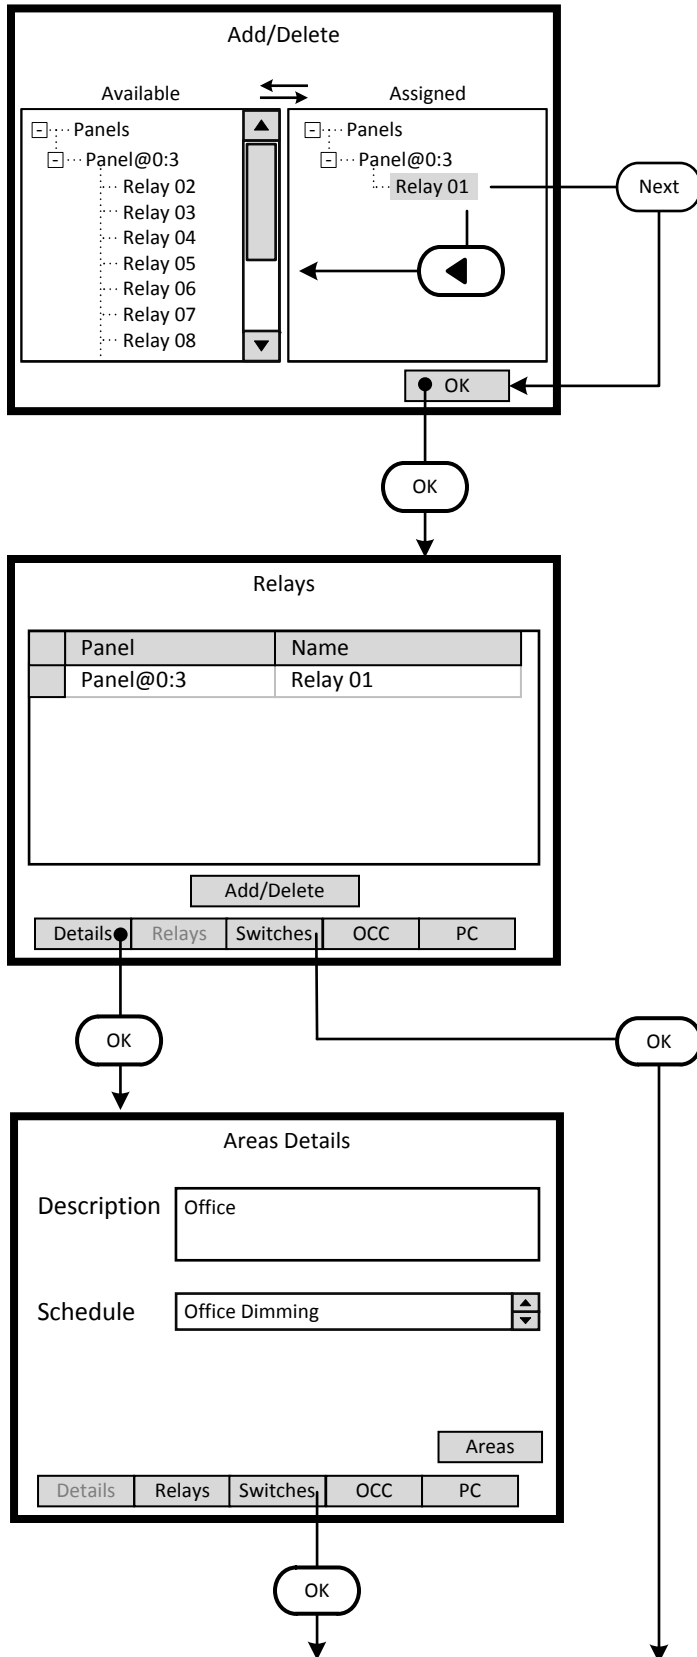 Add/Delete
Available
Assigned
Panels
Panel@0:3
Relay 02
Relay 03
Relay 04
Relay 05
Relay 06
Relay 07
Relay 08
Panels
Panel@0:3
Relay 01
Next
OK
OK
Relays
Panel Name
Panel@0:3 Relay 01
Add/Delete
Details Relays Switches OCC PC
OK
OK
Areas Details
Description Office
Schedule Office Dimming
Areas
Details Relays Switches OCC PC
OK